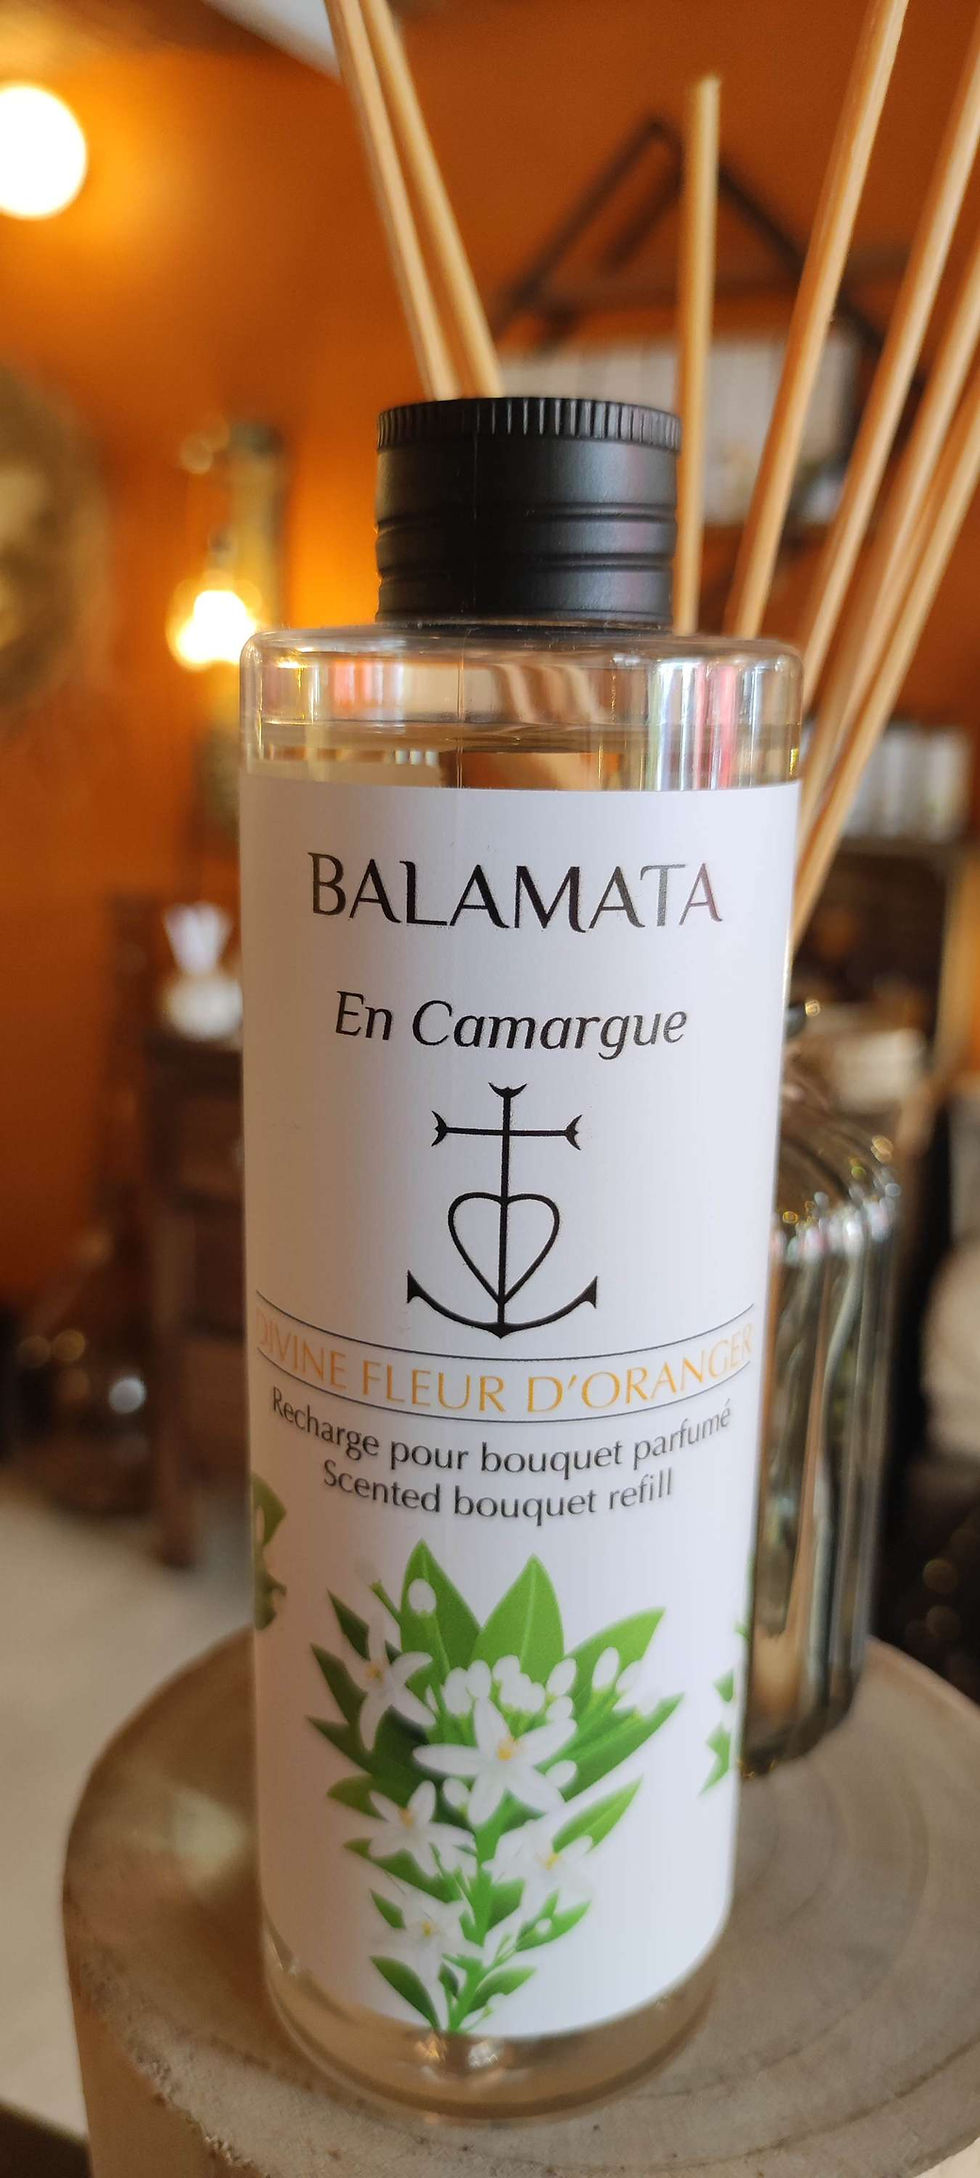 BALAMATA
En Camargue
DIVINE FLEUR D'ORANGER
Recharge pour bouquet parfumé
Scented bouquet refill